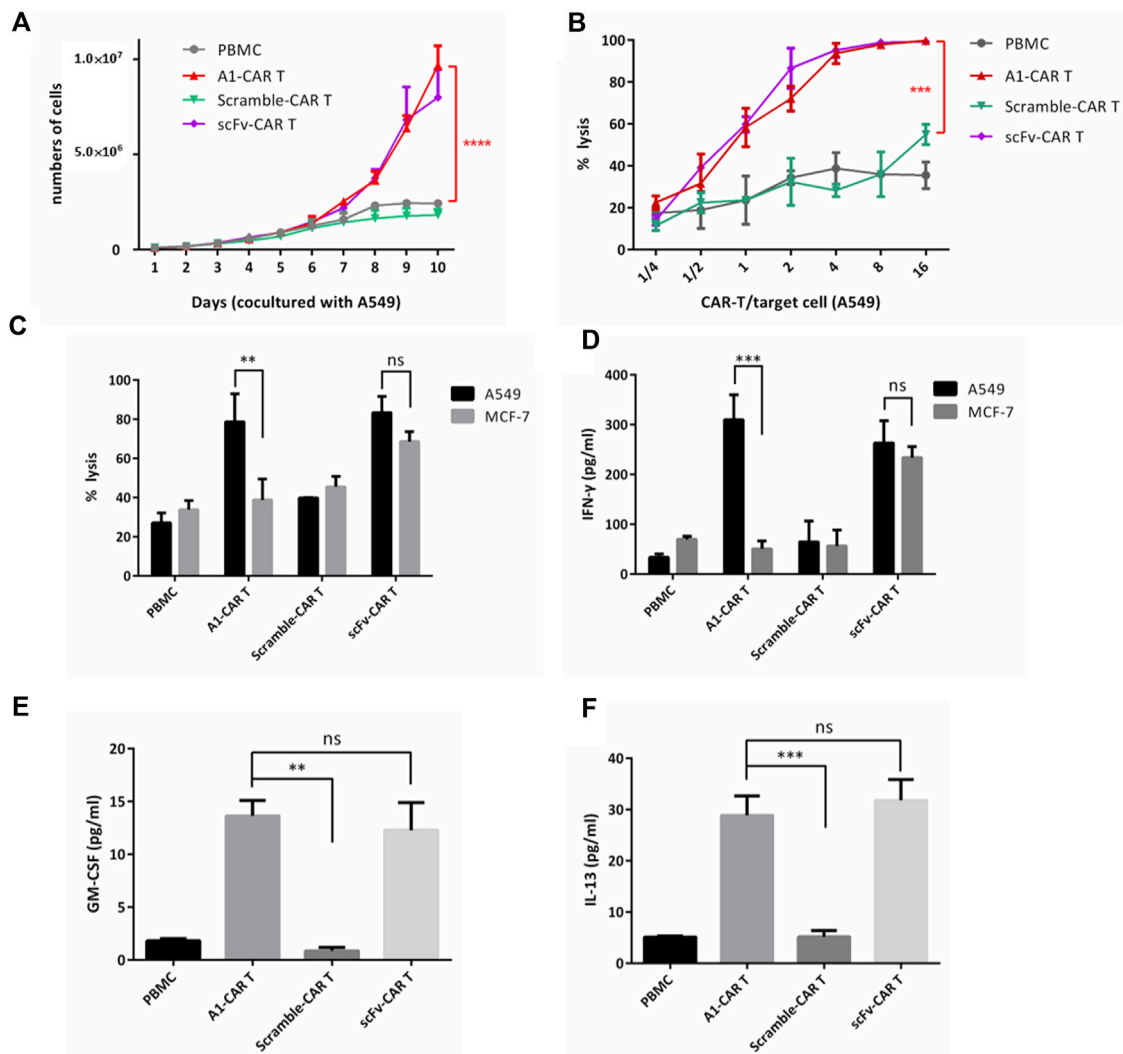 A
numbers of cells
1.0×10⁷
5.0×10⁶
0
1 2 3 4 5 6 7 8 9 10
Days (cocultured with A549)
PBMC
A1-CAR T
Scramble-CAR T
scFv-CAR T
****
B
% lysis
100
80
60
40
20
0
1/4 1/2 1 2 4 8 16
CAR-T/target cell (A549)
PBMC
A1-CAR T
Scramble-CAR T
scFv-CAR T
***
C
% lysis
100
80
60
40
20
0
**
ns
A549
MCF-7
PBMC
A1-CAR T
Scramble-CAR T
scFv-CAR T
D
IFN-γ (pg/ml)
400
300
200
100
0
***
ns
A549
MCF-7
PBMC
A1-CAR T
Scramble-CAR T
scFv-CAR T
E
GM-CSF (pg/ml)
20
15
10
5
0
ns
**
PBMC
A1-CAR T
Scramble-CAR T
scFv-CAR T
F
IL-13 (pg/ml)
40
30
20
10
0
ns
***
PBMC
A1-CAR T
Scramble-CAR T
scFv-CAR T